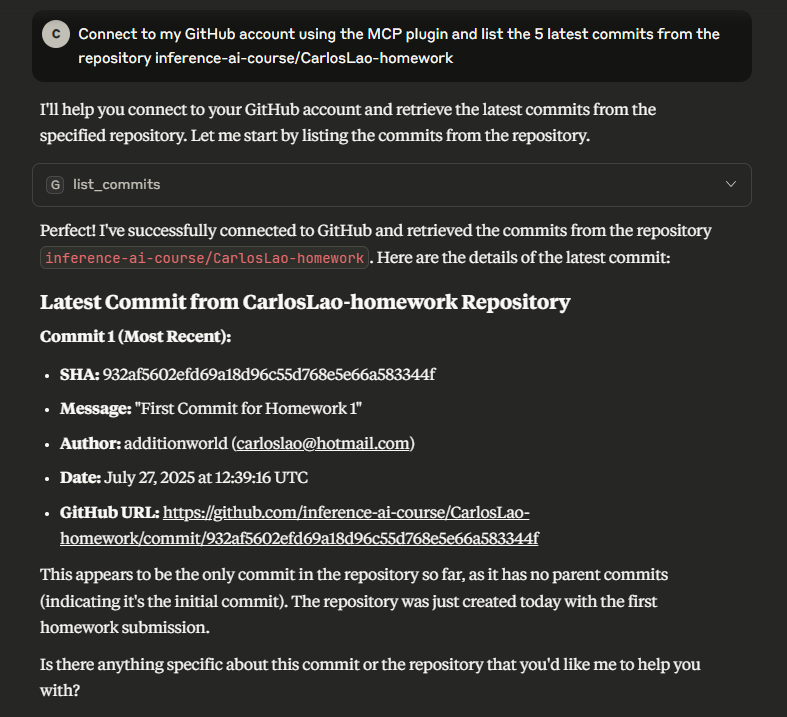 C
Connect to my GitHub account using the MCP plugin and list the 5 latest commits from the
repository inference-ai-course/CarlosLao-homework
I'll help you connect to your GitHub account and retrieve the latest commits from the
specified repository. Let me start by listing the commits from the repository.
G list_commits
Perfect! I've successfully connected to GitHub and retrieved the commits from the repository
inference-ai-course/CarlosLao-homework. Here are the details of the latest commit:
Latest Commit from CarlosLao-homework Repository
Commit 1 (Most Recent):
• SHA: 932af5602efd69a18d96c55d768e5e66a583344f
• Message: "First Commit for Homework 1"
• Author: additionworld (carloslao@hotmail.com)
• Date: July 27, 2025 at 12:39:16 UTC
• GitHub URL: https://github.com/inference-ai-course/CarlosLao-
homework/commit/932af5602efd69a18d96c55d768e5e66a583344f
This appears to be the only commit in the repository so far, as it has no parent commits
(indicating it's the initial commit). The repository was just created today with the first
homework submission.
Is there anything specific about this commit or the repository that you'd like me to help you
with?